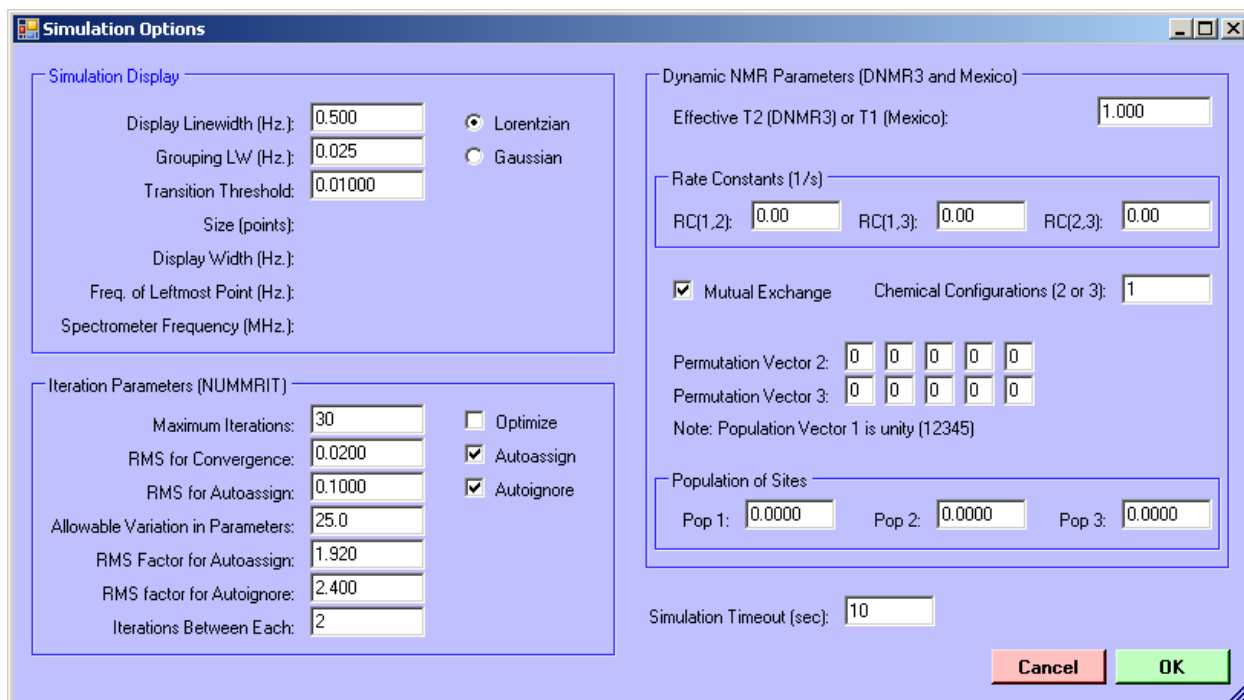 Simulation Options
Simulation Display
Display Linewidth (Hz.): 0.500 Lorentzian
Grouping LW (Hz.): 0.025 Gaussian
Transition Threshold: 0.01000
Size (points):
Display Width (Hz.):
Freq. of Leftmost Point (Hz.):
Spectrometer Frequency (MHz.):
Iteration Parameters (NUMMRIT)
Maximum Iterations: 30 Optimize
RMS for Convergence: 0.0200 Autoassign
RMS for Autoassign: 0.1000 Autoignore
Allowable Variation in Parameters: 25.0
RMS Factor for Autoassign: 1.920
RMS factor for Autoignore: 2.400
Iterations Between Each: 2
Dynamic NMR Parameters (DNMR3 and Mexico)
Effective T2 (DNMR3) or T1 (Mexico): 1.000
Rate Constants (1/s)
RC(1,2): 0.00 RC(1,3): 0.00 RC(2,3): 0.00
Mutual Exchange Chemical Configurations (2 or 3): 1
Permutation Vector 2: 0 0 0 0 0
Permutation Vector 3: 0 0 0 0 0
Note: Population Vector 1 is unity (12345)
Population of Sites
Pop 1: 0.0000 Pop 2: 0.0000 Pop 3: 0.0000
Simulation Timeout (sec): 10
Cancel OK